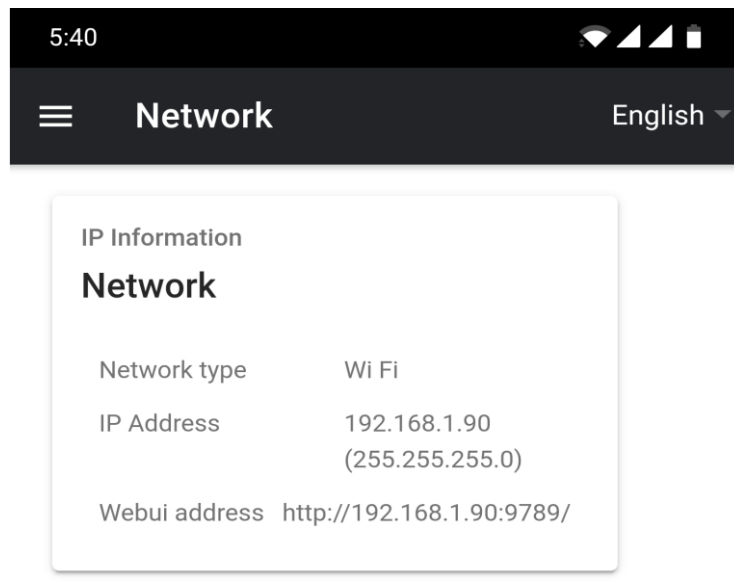 5:40
Network English
IP Information
Network
Network type Wi Fi
IP Address 192.168.1.90
(255.255.255.0)
Webui address http://192.168.1.90:9789/